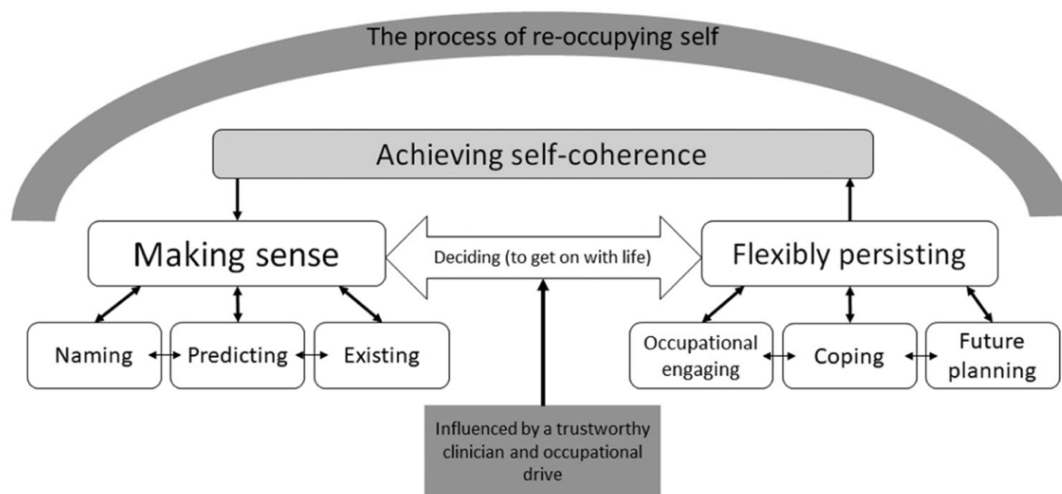 The process of re-occupying self
Achieving self-coherence
Making sense
Deciding (to get on with life)
Flexibly persisting
Naming
Predicting
Existing
Occupational
engaging
Coping
Future
planning
Influenced by a trustworthy
clinician and occupational
drive